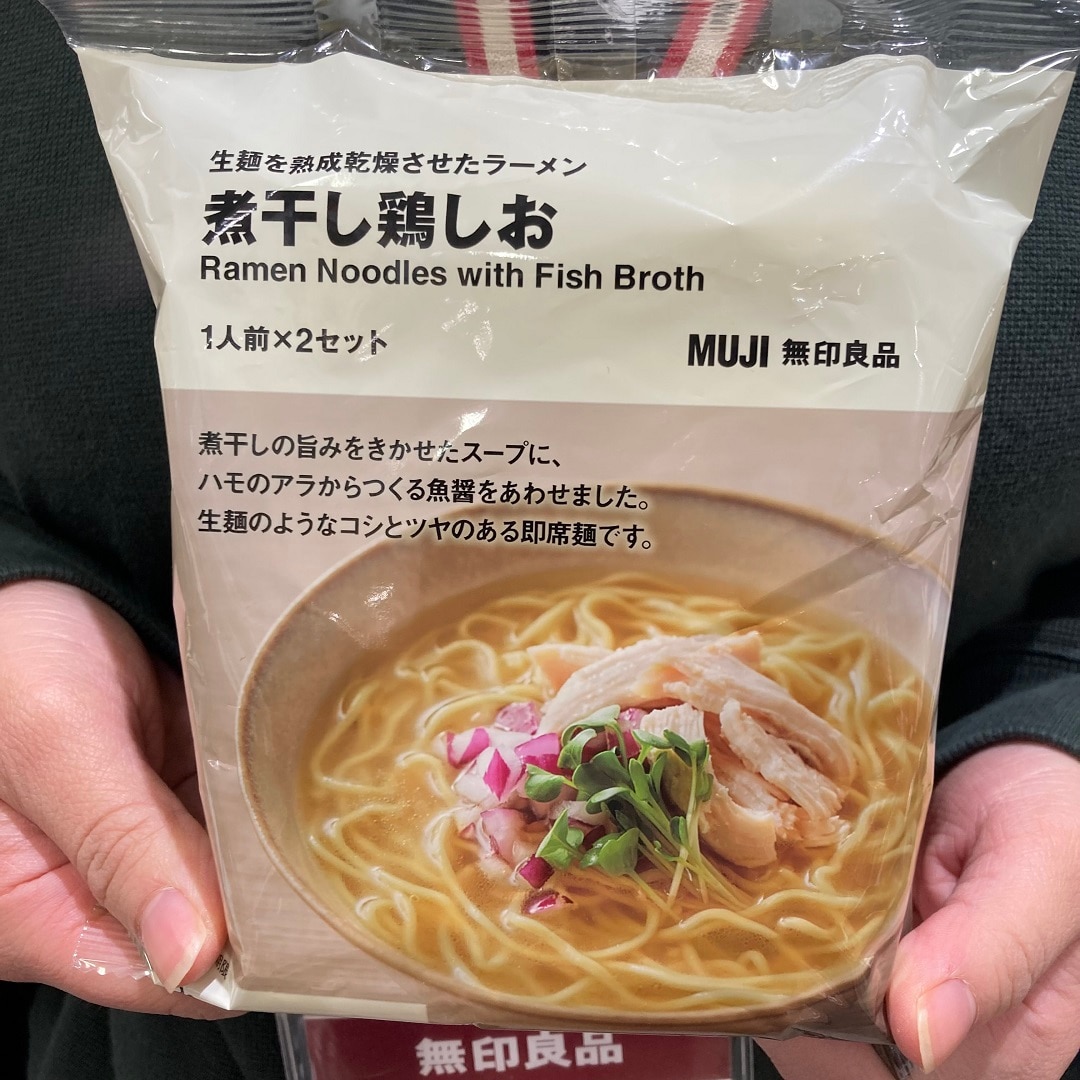 生麺を熟成乾燥させたラーメン
煮干し鶏しお
Ramen Noodles with Fish Broth
1人前×2セット
MUJI 無印良品
煮干しの旨みをきかせたスープに、
ハモのアラからつくる魚醤をあわせました。
生麺のようなコシとツヤのある即席麺です。
無印良品